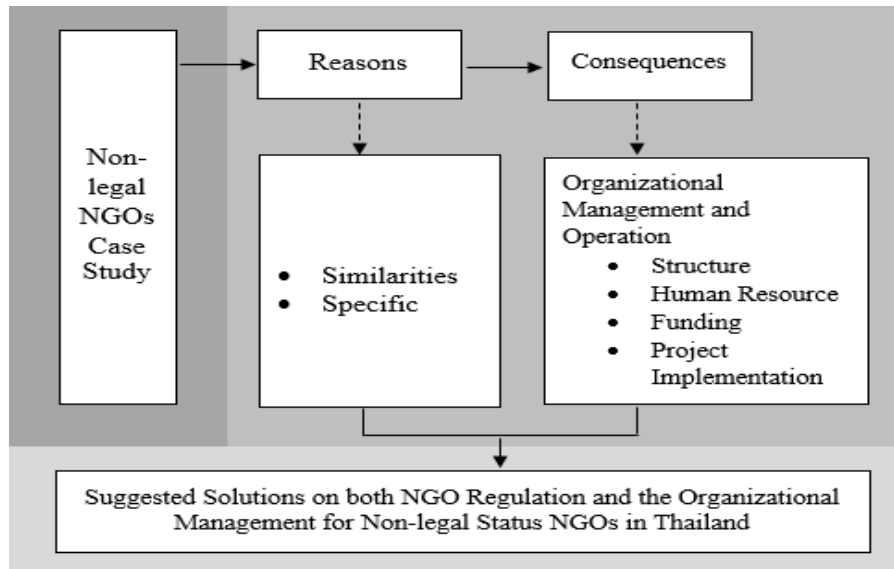 Non-
legal
NGOs
Case
Study
Reasons
Consequences
• Similarities
• Specific
Organizational
Management and
Operation
• Structure
• Human Resource
• Funding
• Project
Implementation
Suggested Solutions on both NGO Regulation and the Organizational
Management for Non-legal Status NGOs in Thailand